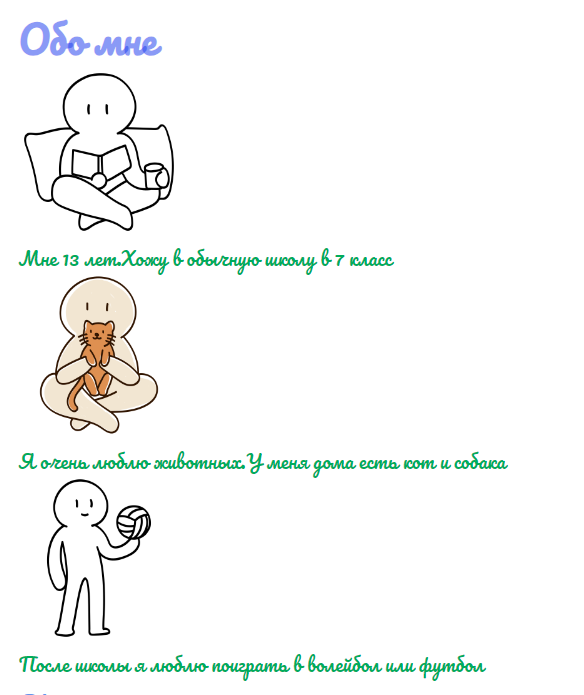 Обо мне
Мне 13 лет.Хожу в обычную школу в 7 класс
Я очень люблю животных.У меня дома есть кот и собака
После школы я люблю поиграть в волейбол или футбол